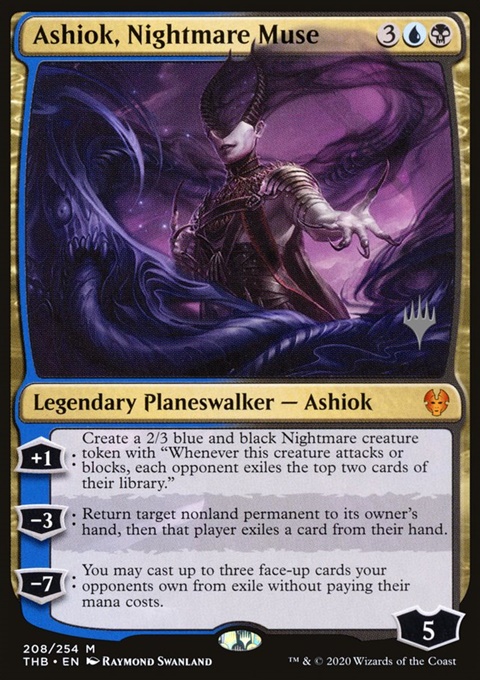 Ashiok, Nightmare Muse 3
Legendary Planeswalker — Ashiok
+1: Create a 2/3 blue and black Nightmare creature
token with “Whenever this creature attacks or
blocks, each opponent exiles the top two cards of
their library.”
−3: Return target nonland permanent to its owner’s
hand, then that player exiles a card from their hand.
−7: You may cast up to three face-up cards your
opponents own from exile without paying their
mana costs.
5
208/254 M
THB • EN Raymond Swanland
™ & © 2020 Wizards of the Coast